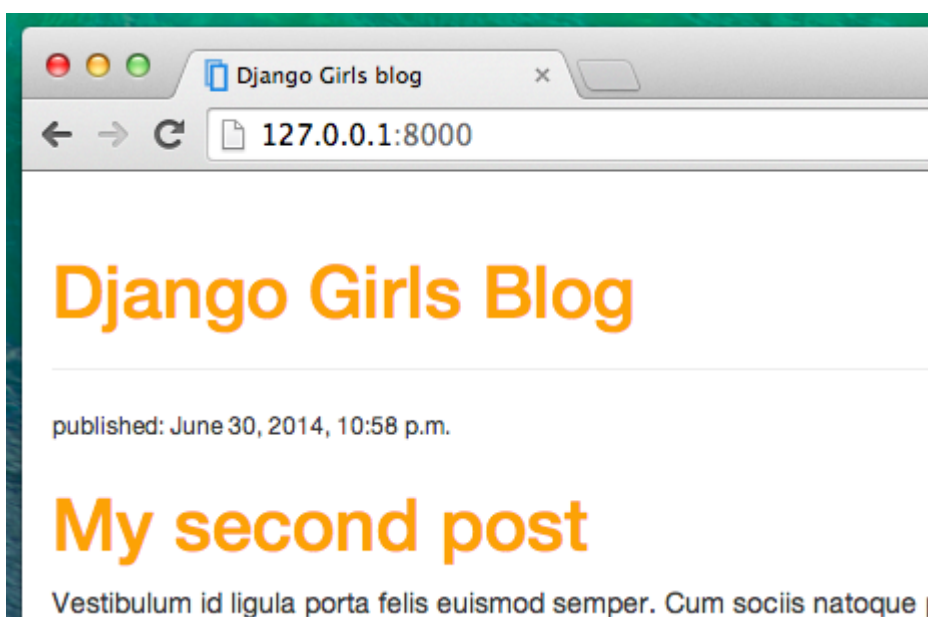 Django Girls blog
127.0.0.1:8000
Django Girls Blog
published: June 30, 2014, 10:58 p.m.
My second post
Vestibulum id ligula porta felis euismod semper. Cum sociis natoque